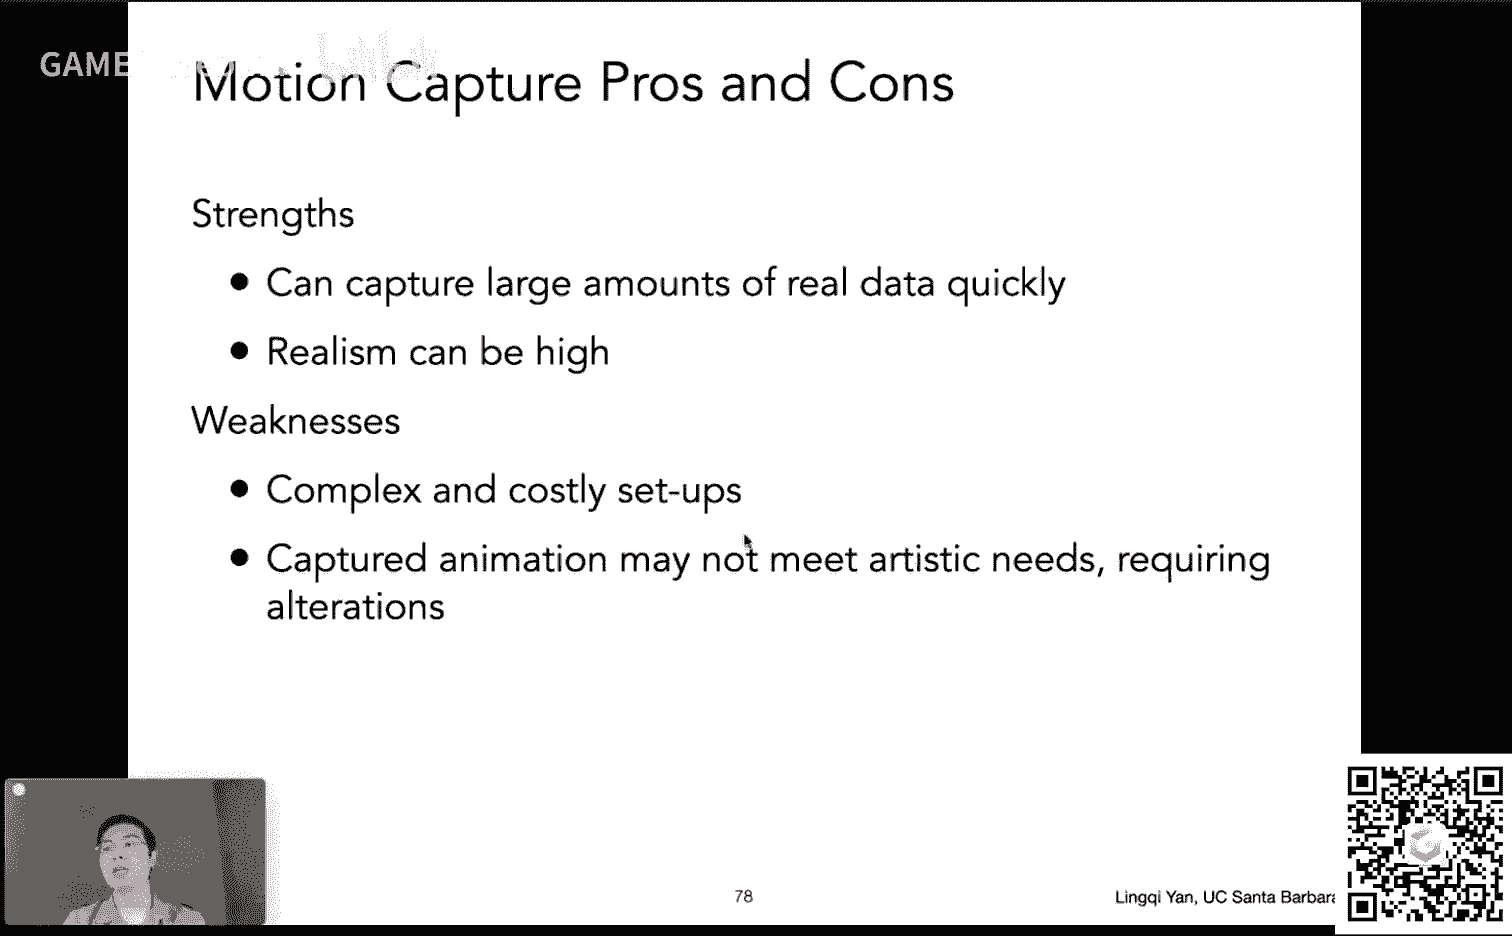 GAME
Motion Capture Pros and Cons
Strengths
● Can capture large amounts of real data quickly
● Realism can be high
Weaknesses
● Complex and costly set-ups
● Captured animation may not meet artistic needs, requiring
alterations
78
Lingqi Yan, UC Santa Barbara